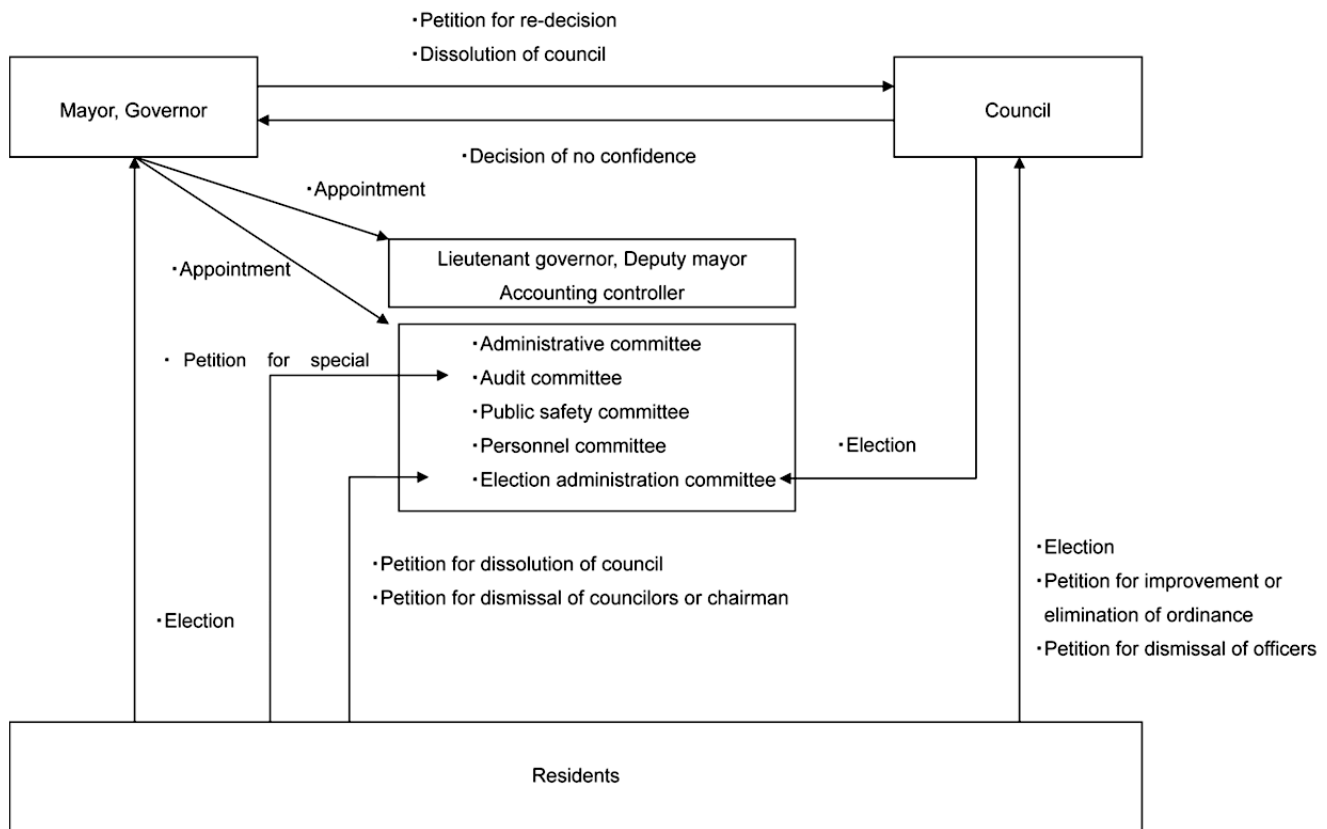 ・Petition for re-decision
・Dissolution of council
Mayor, Governor
Council
・Decision of no confidence
・Appointment
・Appointment
Lieutenant governor, Deputy mayor
Accounting controller
・Petition for special
・Administrative committee
・Audit committee
・Public safety committee
・Personnel committee
・Election administration committee
・Election
・Petition for dissolution of council
・Petition for dismissal of councilors or chairman
・Election
・Election
・Petition for improvement or
elimination of ordinance
・Petition for dismissal of officers
Residents